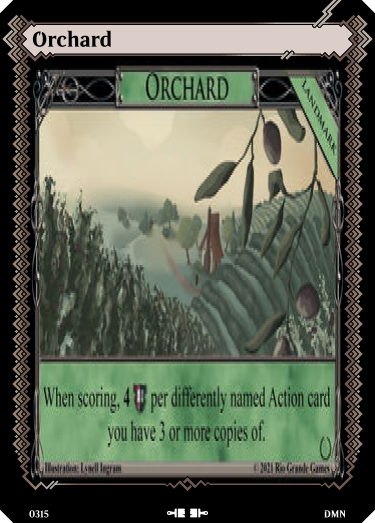 Orchard
ORCHARD
LANDMARK
When scoring, 4 per differently named Action card
you have 3 or more copies of.
Illustration: Lynell Ingram © 2021 Rio Grande Games
0315 DMN